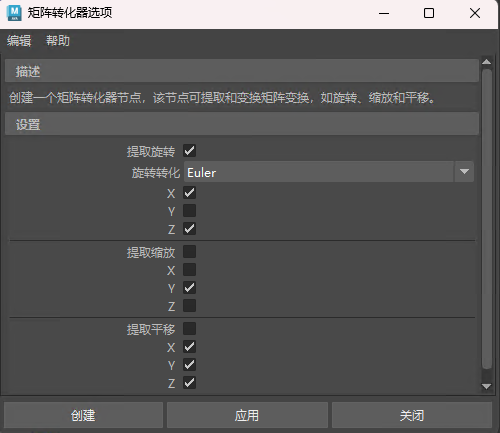 矩阵转化器选项
编辑 帮助
描述
创建一个矩阵转化器节点，该节点可提取和变换矩阵变换，如旋转、缩放和平移。
设置
提取旋转
旋转转化 Euler
X
Y
Z
提取缩放
X
Y
Z
提取平移
X
Y
Z
创建 应用 关闭